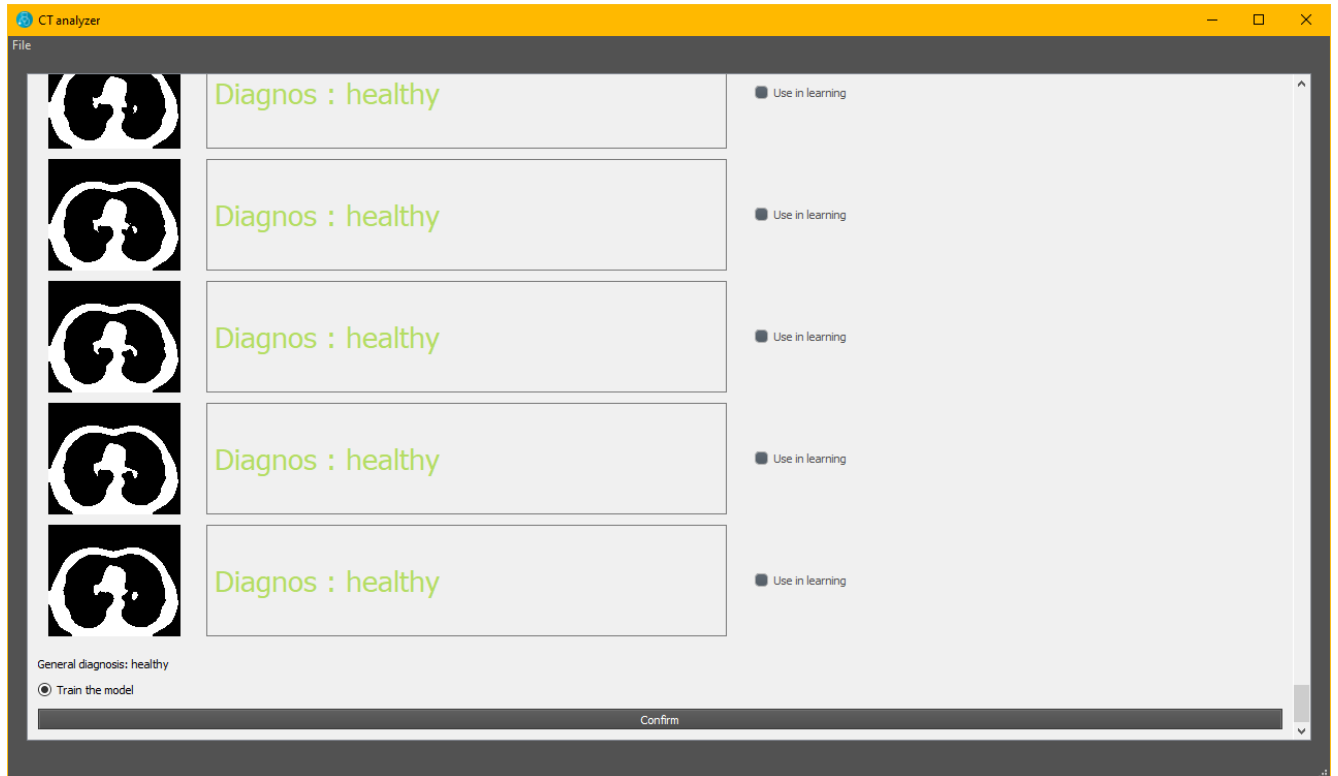 CT analyzer
File
Diagnos : healthy
Use in learning
Diagnos : healthy
Use in learning
Diagnos : healthy
Use in learning
Diagnos : healthy
Use in learning
Diagnos : healthy
Use in learning
General diagnosis: healthy
Train the model
Confirm